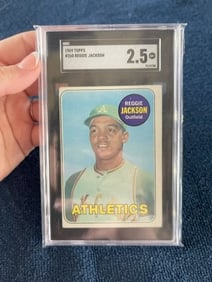 1969 TOPPS
#260 REGGIE JACKSON
2.5
A
REGGIE
JACKSON
Outfield
ATHLETICS